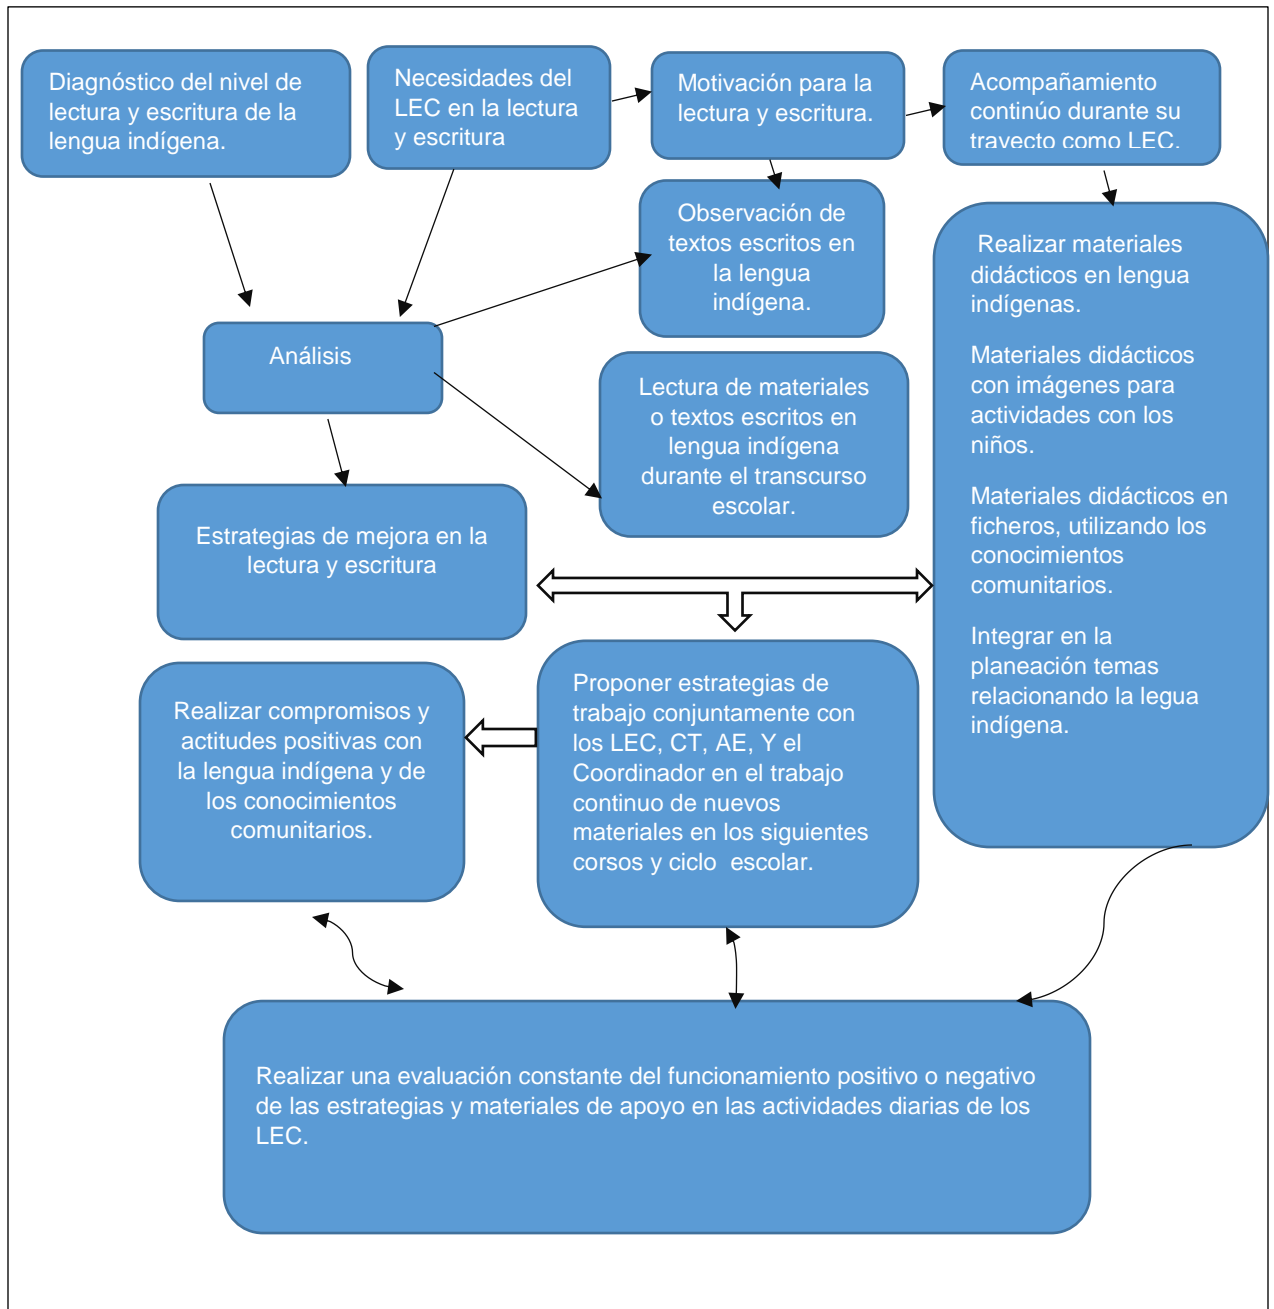 Diagnóstico del nivel de
lectura y escritura de la
lengua indígena.
Necesidades del
LEC en la lectura
y escritura
Motivación para la
lectura y escritura.
Acompañamiento
continúo durante su
trayecto como LEC.
Observación de
textos escritos en
la lengua
indígena.
Realizar materiales
didácticos en lengua
indígenas.
Materiales didácticos
con imágenes para
actividades con los
niños.
Materiales didácticos en
ficheros, utilizando los
conocimientos
comunitarios.
Integrar en la
planeación temas
relacionando la legua
indígena.
Análisis
Lectura de materiales
o textos escritos en
lengua indígena
durante el transcurso
escolar.
Estrategias de mejora en la
lectura y escritura
Realizar compromisos y
actitudes positivas con
la lengua indígena y de
los conocimientos
comunitarios.
Proponer estrategias de
trabajo conjuntamente con
los LEC, CT, AE, Y el
Coordinador en el trabajo
continuo de nuevos
materiales en los siguientes
corsos y ciclo  escolar.
Realizar una evaluación constante del funcionamiento positivo o negativo
de las estrategias y materiales de apoyo en las actividades diarias de los
LEC.